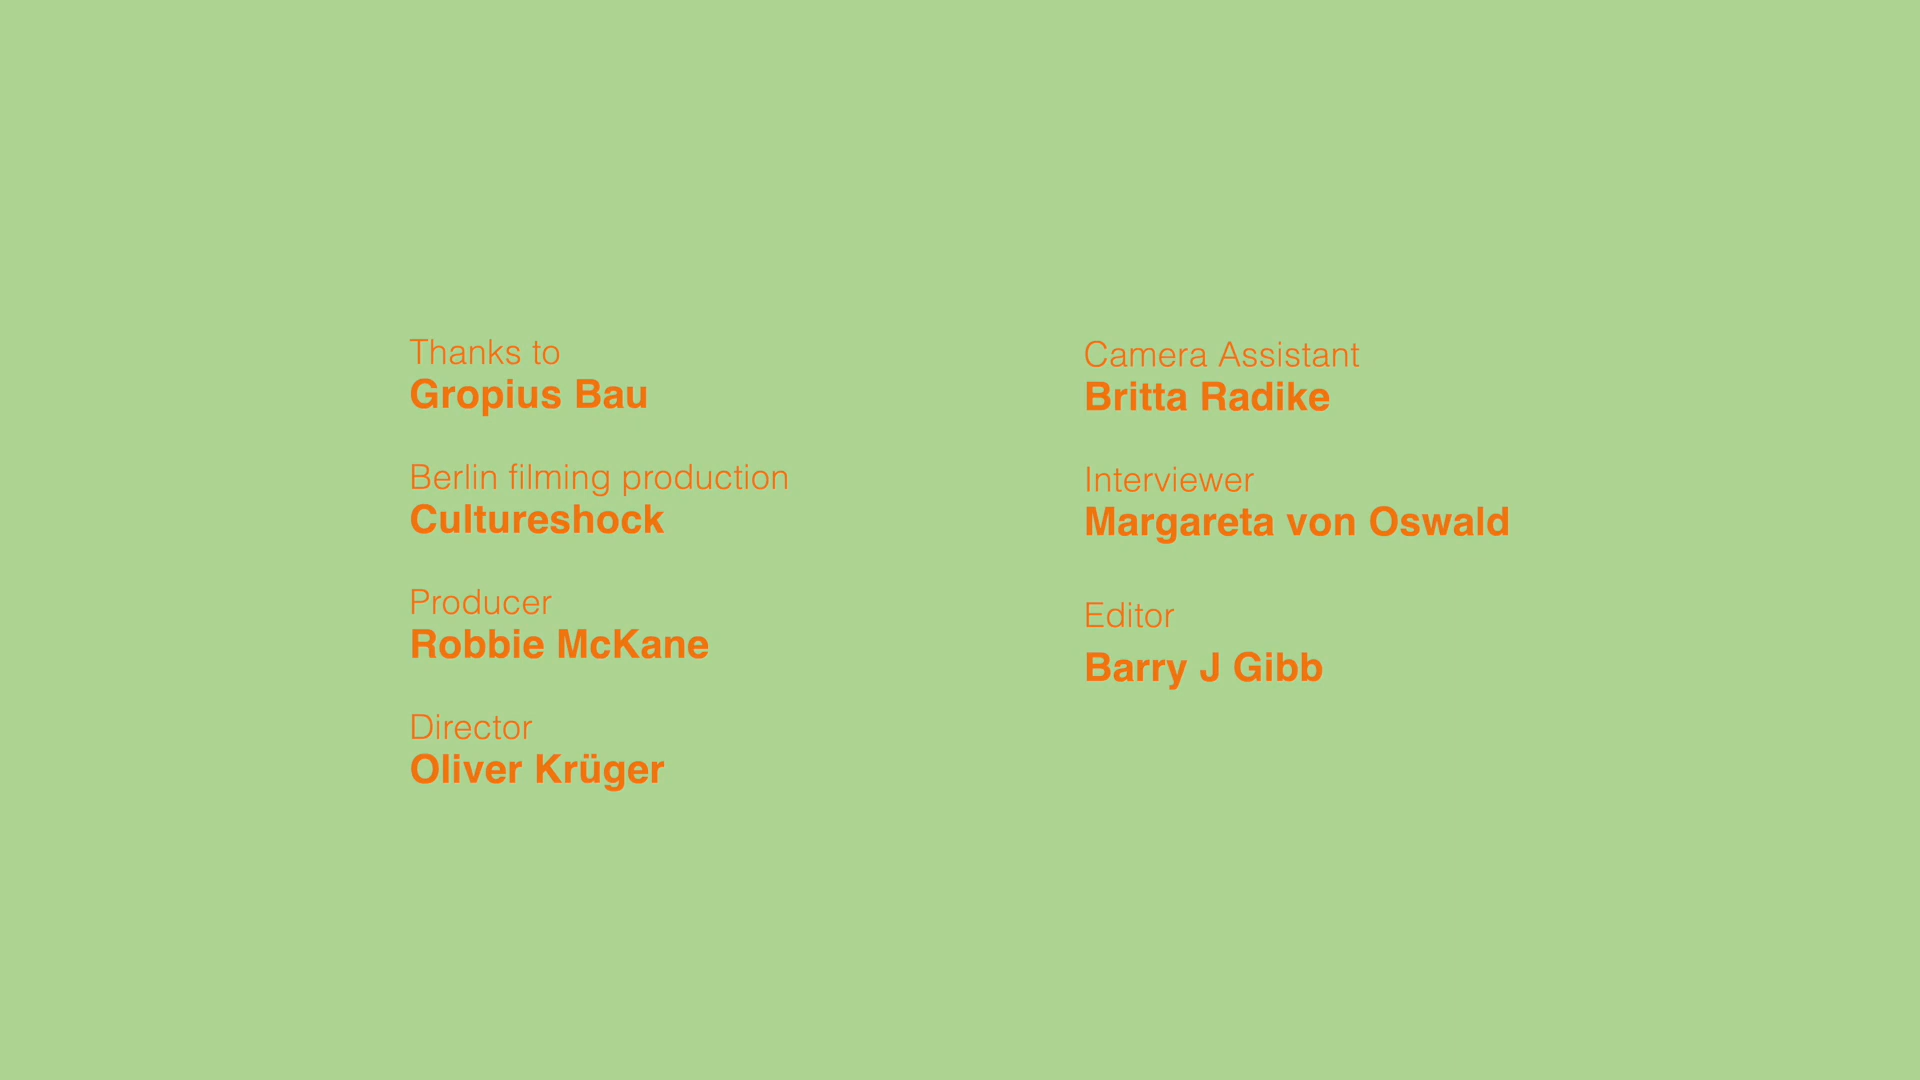 Thanks to
Gropius Bau
Berlin filming production
Cultureshock
Producer
Robbie McKane
Director
Oliver Krüger
Camera Assistant
Britta Radike
Interviewer
Margareta von Oswald
Editor
Barry J Gibb